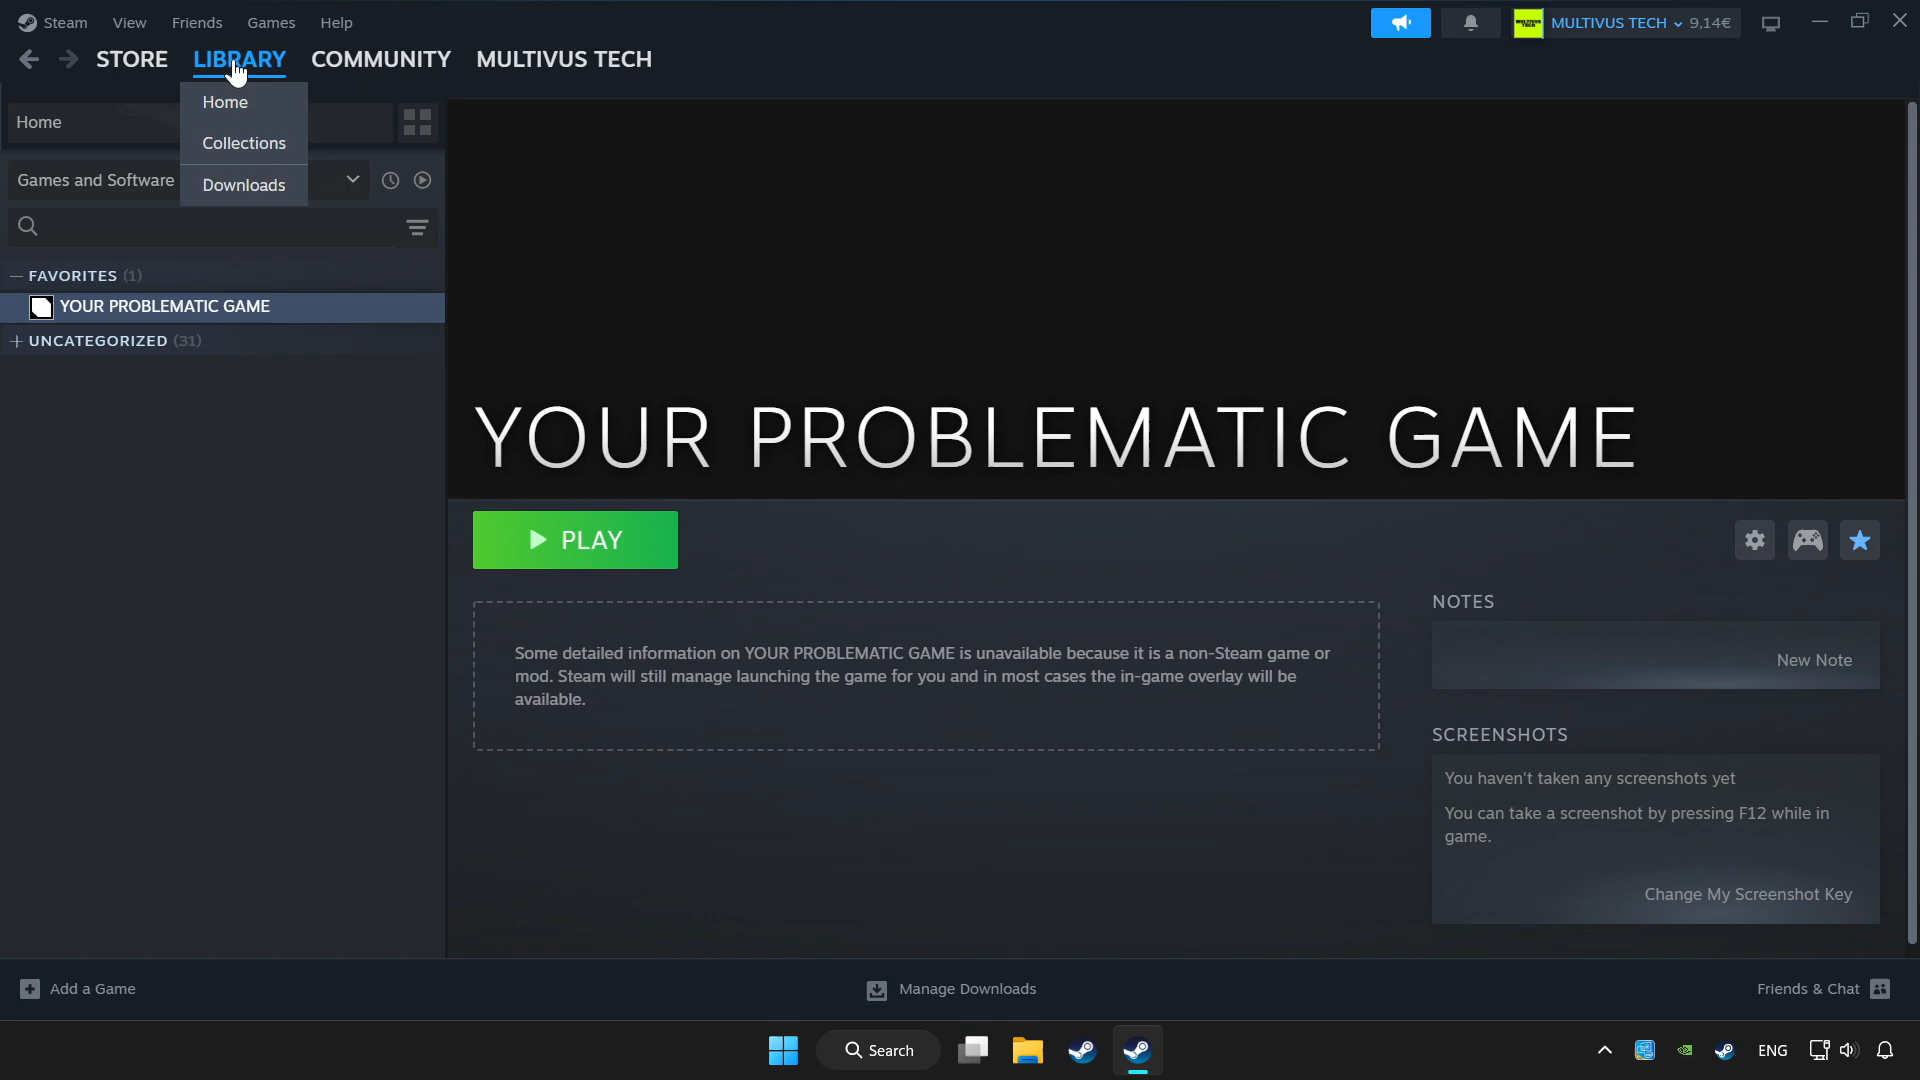 Steam View Friends Games Help
MULTIVUS TECH 9,14€
STORE LIBRARY COMMUNITY MULTIVUS TECH
Home
Collections
Downloads
Home
Games and Software
FAVORITES (1)
YOUR PROBLEMATIC GAME
UNCATEGORIZED (31)
YOUR PROBLEMATIC GAME
PLAY
Some detailed information on YOUR PROBLEMATIC GAME is unavailable because it is a non-Steam game or
mod. Steam will still manage launching the game for you and in most cases the in-game overlay will be
available.
NOTES
New Note
SCREENSHOTS
You haven't taken any screenshots yet
You can take a screenshot by pressing F12 while in
game.
Change My Screenshot Key
Add a Game
Manage Downloads
Friends & Chat
Search
ENG